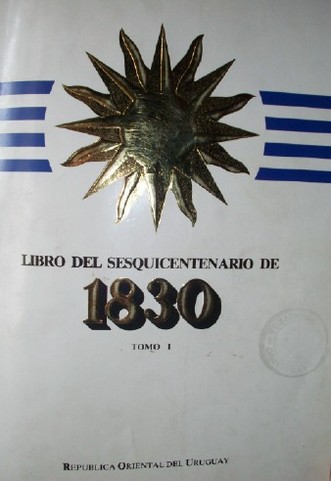 LIBRO DEL SESQUICENTENARIO DE
1830
TOMO I
REPUBLICA ORIENTAL DEL URUGUAY